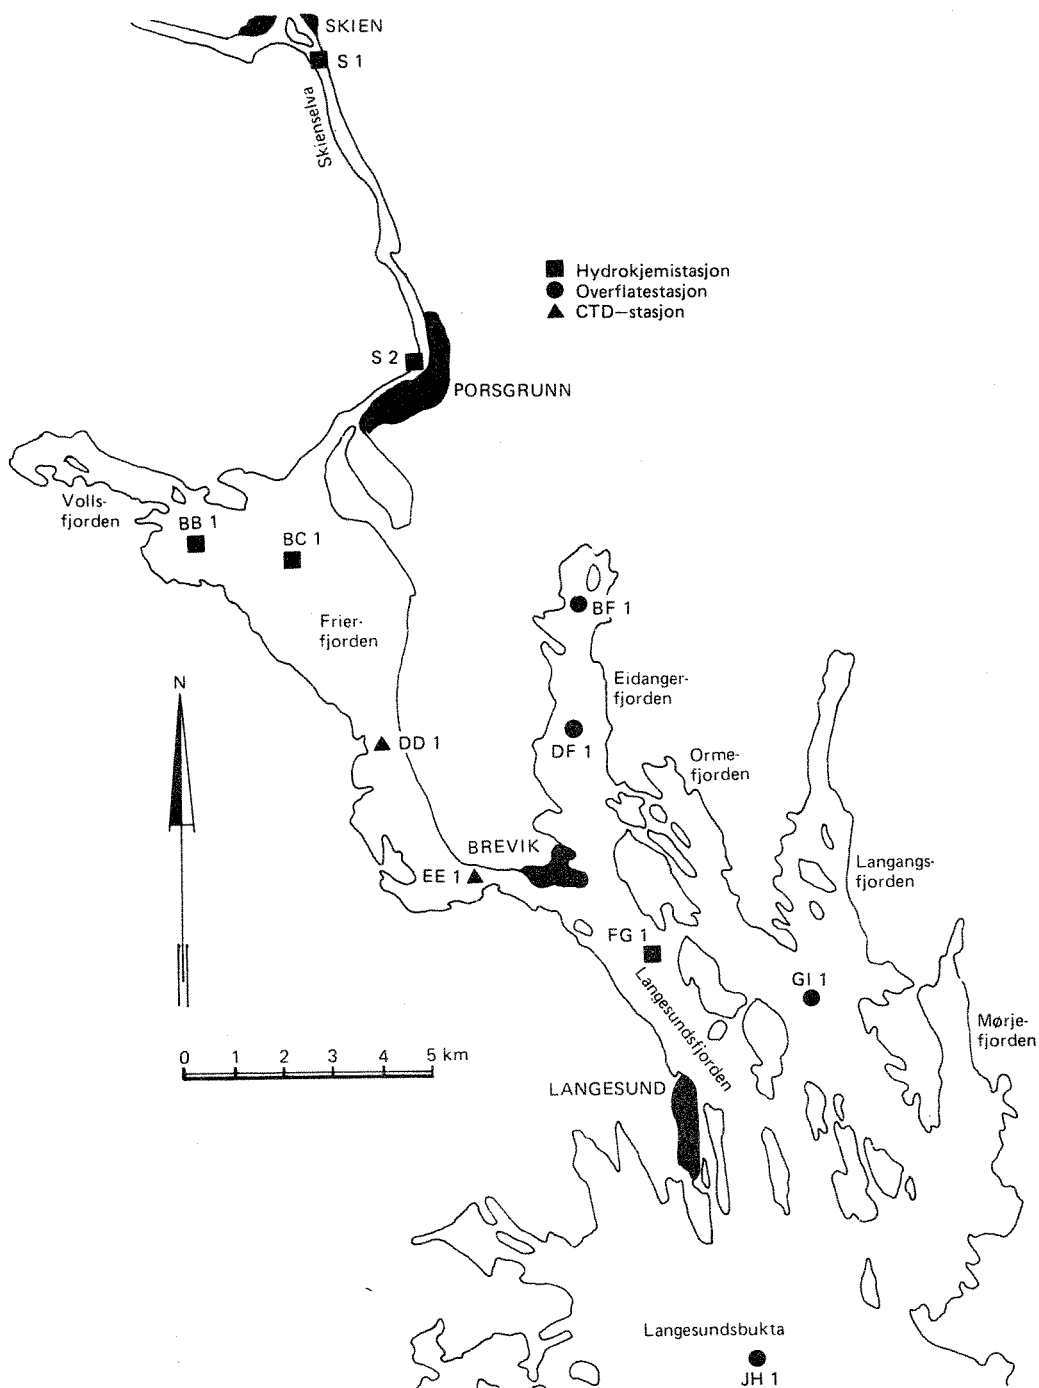 SKIEN
S 1
Skienselva
Hydrokjemistasjon
Overflatestasjon
CTD—stasjon
S 2
PORSGRUNN
Volls-
fjorden
BB 1
BC 1
Frier-
fjorden
BF 1
Eidanger-
fjorden
N
DD 1
DF 1
Orme-
fjorden
BREVIK
EE 1
Langangs-
fjorden
FG 1
Langesundsfjorden
GI 1
Mørje-
fjorden
0 1 2 3 4 5 km
LANGESUND
Langesundsbukta
JH 1